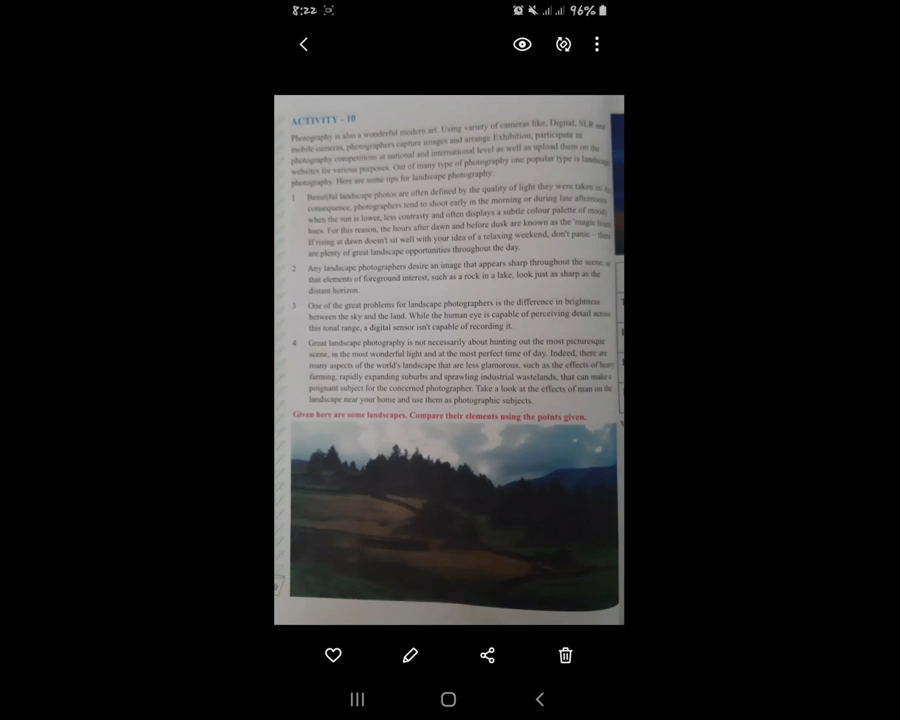 8:22
96%
ACTIVITY - 10
Photography is also a wonderful modern art. Using variety of cameras like, Digital, SLR and
mobile cameras, photographers capture images and arrange Exhibition, participate in
photography competitions at national and international level as well as upload them on the
websites for various purposes. Out of many type of photography one popular type is landscape
photography. Here are some tips for landscape photography:
1 Beautiful landscape photos are often defined by the quality of light they were taken in.
consequence, photographers tend to shoot early in the morning or during late afternoons
when the sun is lower, less contrasty and often displays a subtle colour palette of moody
hues. For this reason, the hours after dawn and before dusk are known as the 'magic hours'
If rising at dawn doesn't sit well with your idea of a relaxing weekend, don't panic – there
are plenty of great landscape opportunities throughout the day.
2 Any landscape photographers desire an image that appears sharp throughout the scene, so
that elements of foreground interest, such as a rock in a lake, look just as sharp as the
distant horizon.
3 One of the great problems for landscape photographers is the difference in brightness
between the sky and the land. While the human eye is capable of perceiving detail across
this tonal range, a digital sensor isn't capable of recording it.
4 Great landscape photography is not necessarily about hunting out the most picturesque
scene, in the most wonderful light and at the most perfect time of day. Indeed, there are
many aspects of the world's landscape that are less glamorous, such as the effects of heavy
farming, rapidly expanding suburbs and sprawling industrial wastelands, that can make a
poignant subject for the concerned photographer. Take a look at the effects of man on the
landscape near your home and use them as photographic subjects.
Given here are some landscapes. Compare their elements using the points given.